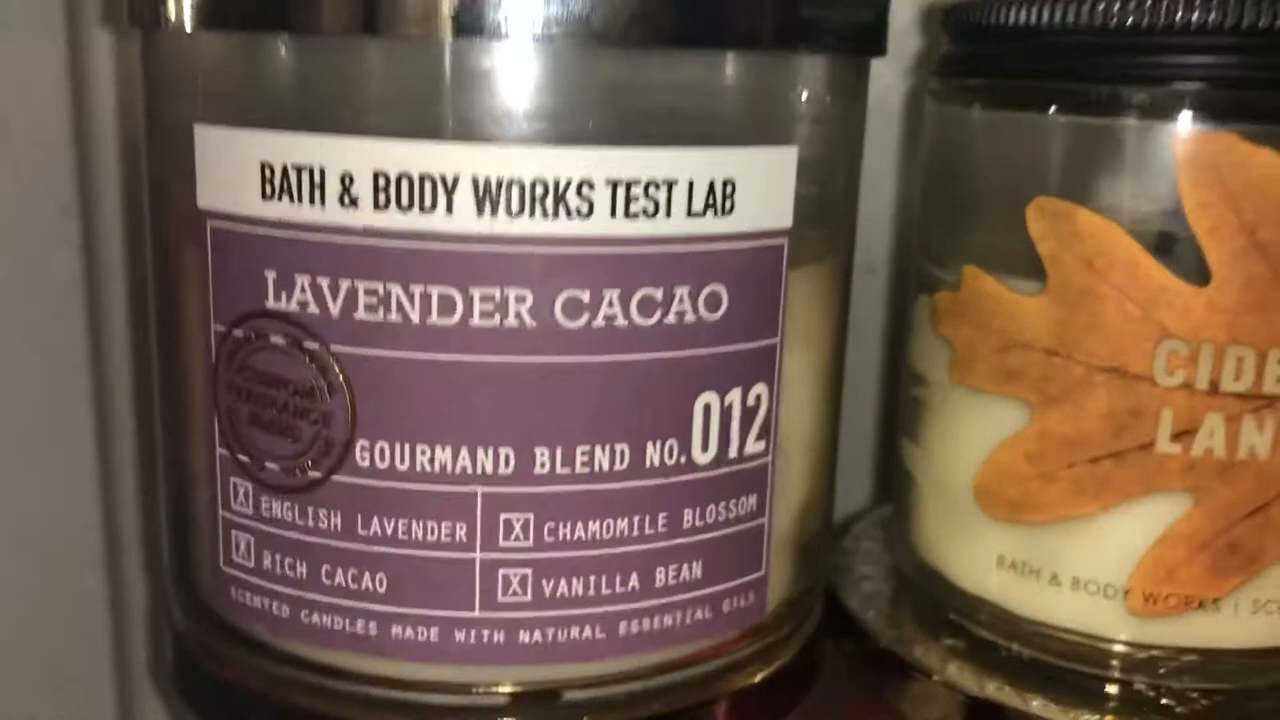 BATH & BODY WORKS TEST LAB
LAVENDER CACAO
GOURMAND BLEND NO.012
X ENGLISH LAVENDER
X CHAMOMILE BLOSSOM
X RICH CACAO
X VANILLA BEAN
SCENTED CANDLES MADE WITH NATURAL ESSENTIAL OILS
CIDE
LAN
BATH & BODY WORKS | SC